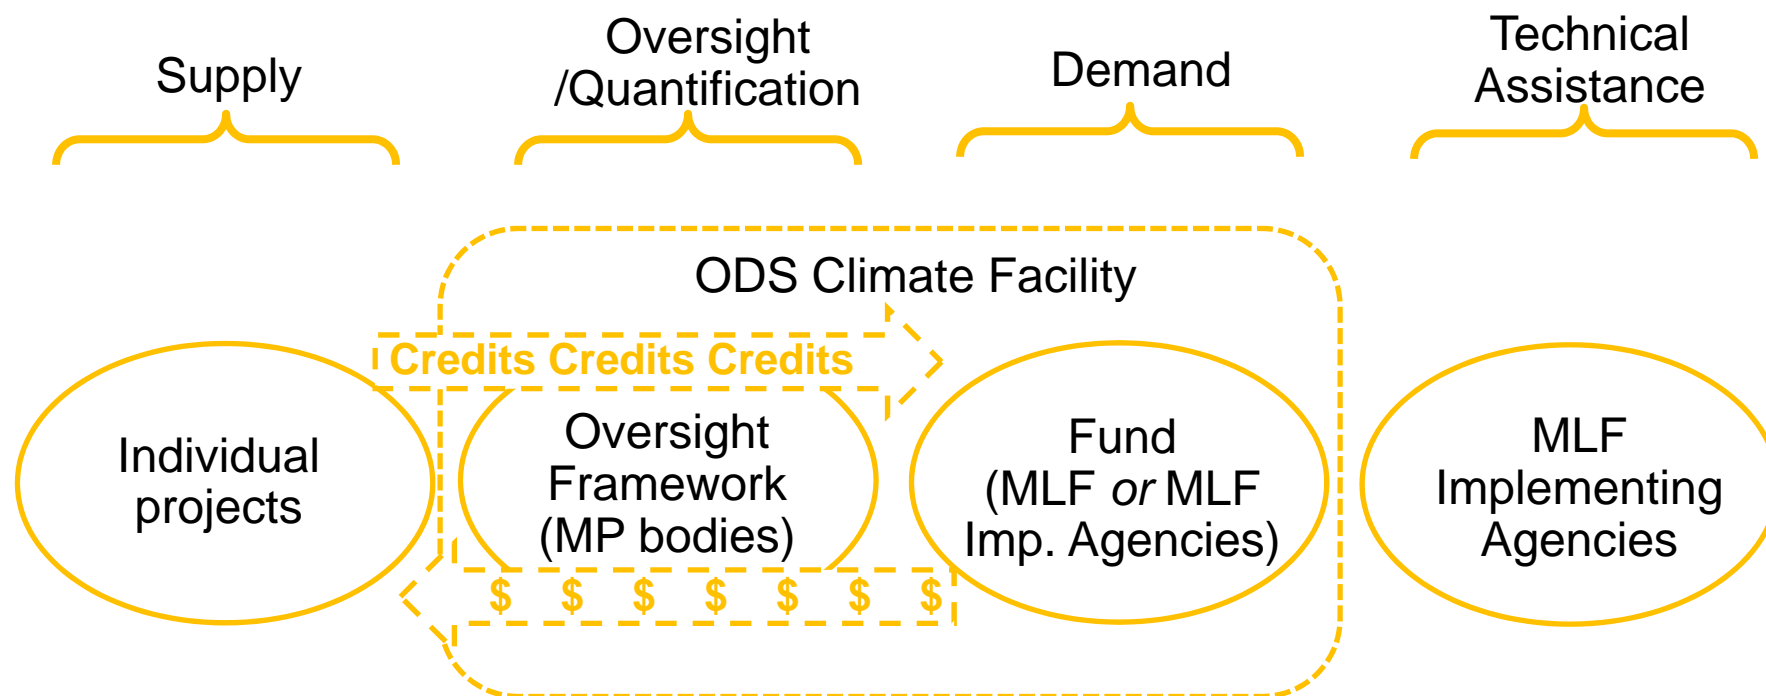 Supply
Oversight
/Quantification
Demand
Technical
Assistance
ODS Climate Facility
Credits Credits Credits
Individual
projects
Oversight
Framework
(MP bodies)
Fund
(MLF or MLF
Imp. Agencies)
MLF
Implementing
Agencies
$ $ $ $ $ $ $